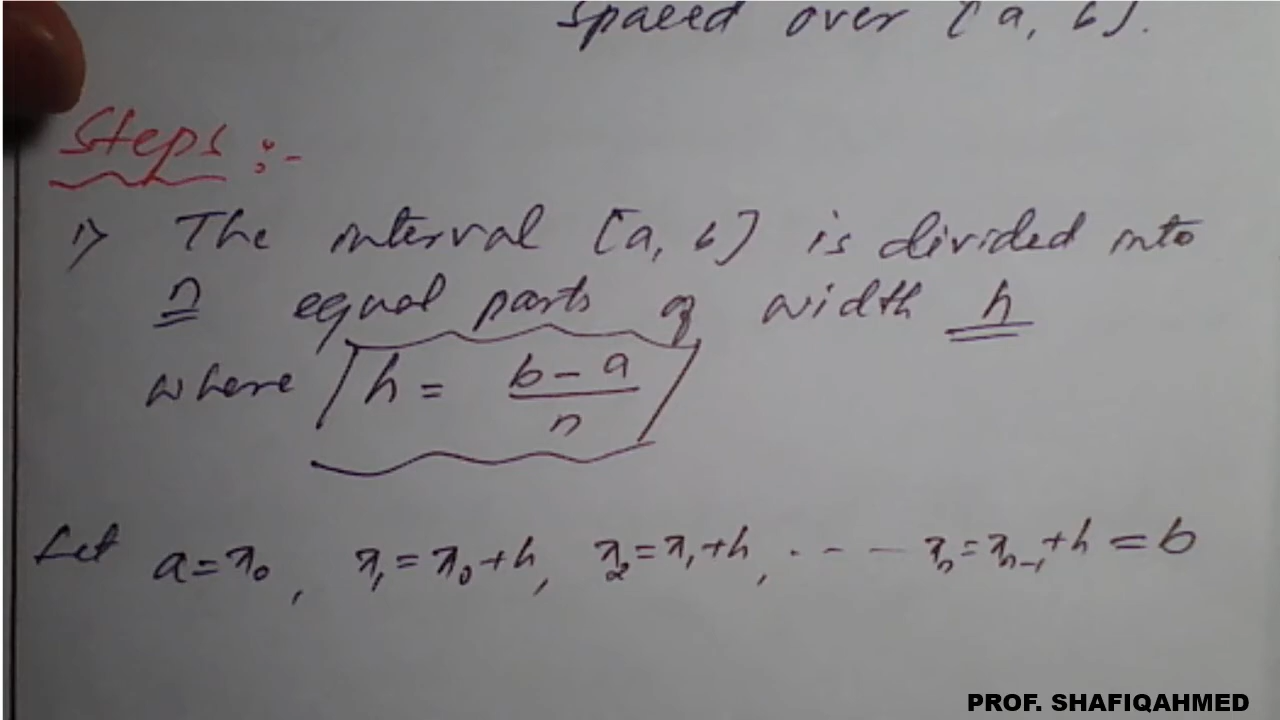 spaced over [a, b].
Steps :-
1> The interval [a, b] is divided into
n equal parts of width h
where h = b - a / n
Let a = x₀, x₁ = x₀ + h, x₂ = x₁ + h, . - - - xₙ = xₙ₋₁ + h = b
PROF. SHAFIQAHMED